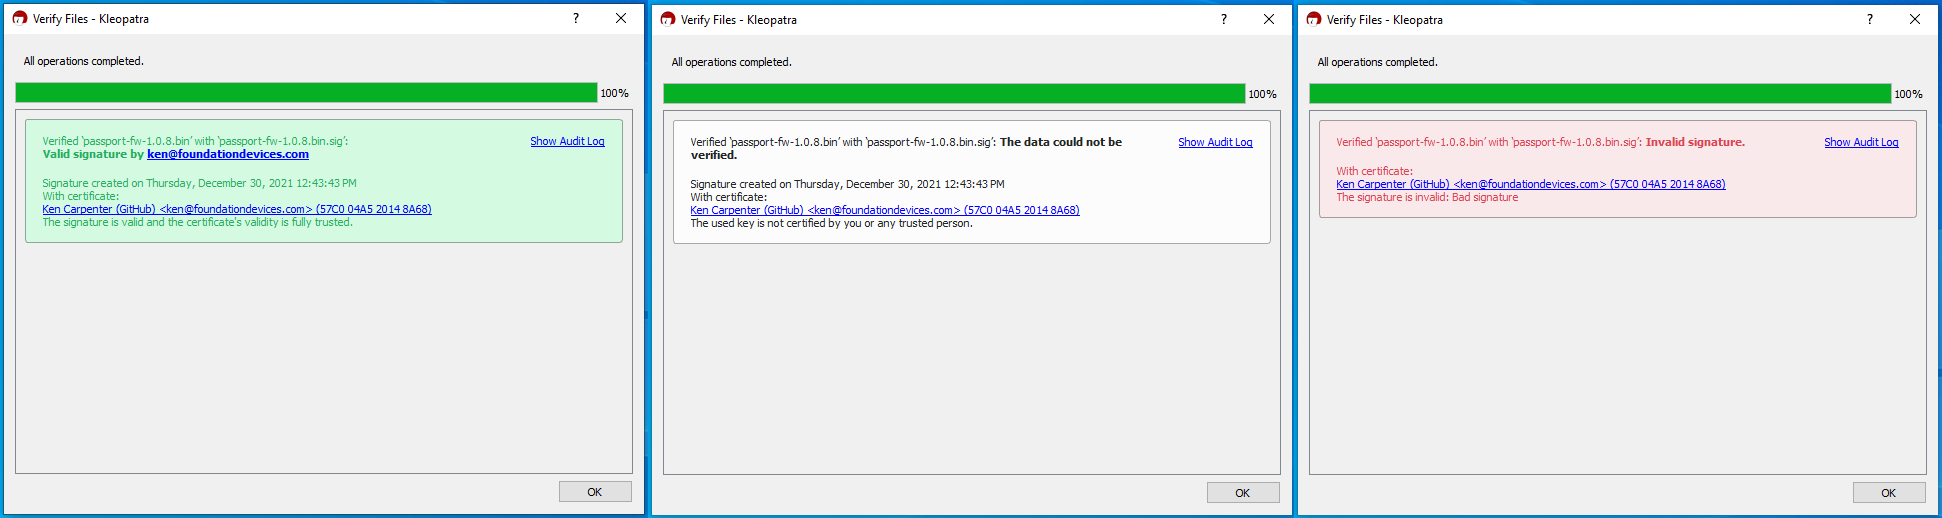 Verify Files - Kleopatra
?
All operations completed.
100%
Verified ‘passport-fw-1.0.8.bin’ with ‘passport-fw-1.0.8.bin.sig’:
Show Audit Log
Valid signature by ken@foundationdevices.com
Signature created on Thursday, December 30, 2021 12:43:43 PM
With certificate:
Ken Carpenter (GitHub) <ken@foundationdevices.com> (57C0 04A5 2014 8A68)
The signature is valid and the certificate's validity is fully trusted.
OK
Verify Files - Kleopatra
?
All operations completed.
100%
Verified ‘passport-fw-1.0.8.bin’ with ‘passport-fw-1.0.8.bin.sig’: The data could not be
Show Audit Log
verified.
Signature created on Thursday, December 30, 2021 12:43:43 PM
With certificate:
Ken Carpenter (GitHub) <ken@foundationdevices.com> (57C0 04A5 2014 8A68)
The used key is not certified by you or any trusted person.
OK
Verify Files - Kleopatra
?
All operations completed.
100%
Verified ‘passport-fw-1.0.8.bin’ with ‘passport-fw-1.0.8.bin.sig’: Invalid signature.
Show Audit Log
With certificate:
Ken Carpenter (GitHub) <ken@foundationdevices.com> (57C0 04A5 2014 8A68)
The signature is invalid: Bad signature
OK